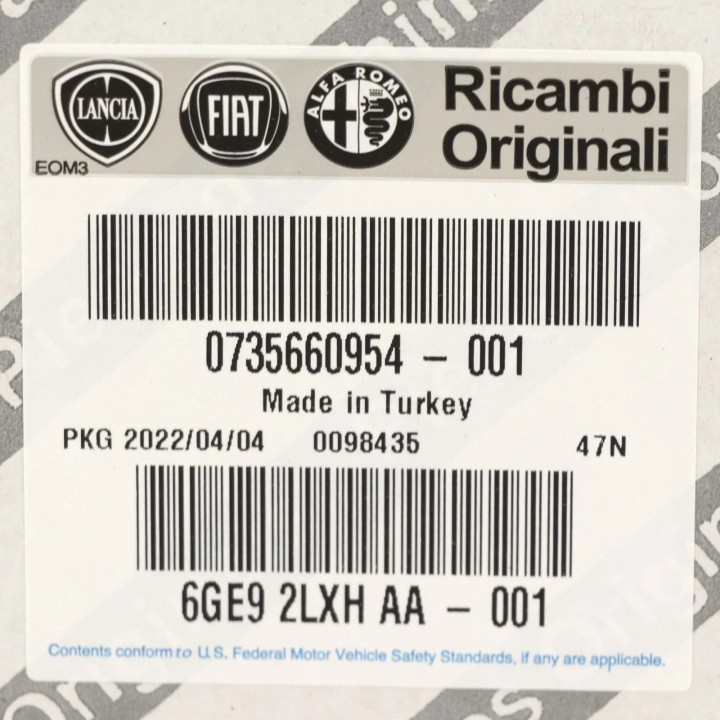 LANCIA
FIAT
ALFA ROMEO
Ricambi
Originali
EOM3
0735660954 - 001
Made in Turkey
PKG 2022/04/04 0098435 47N
6GE9 2LXH AA - 001
Contents conform to U.S. Federal Motor Vehicle Safety Standards, if any are applicable.